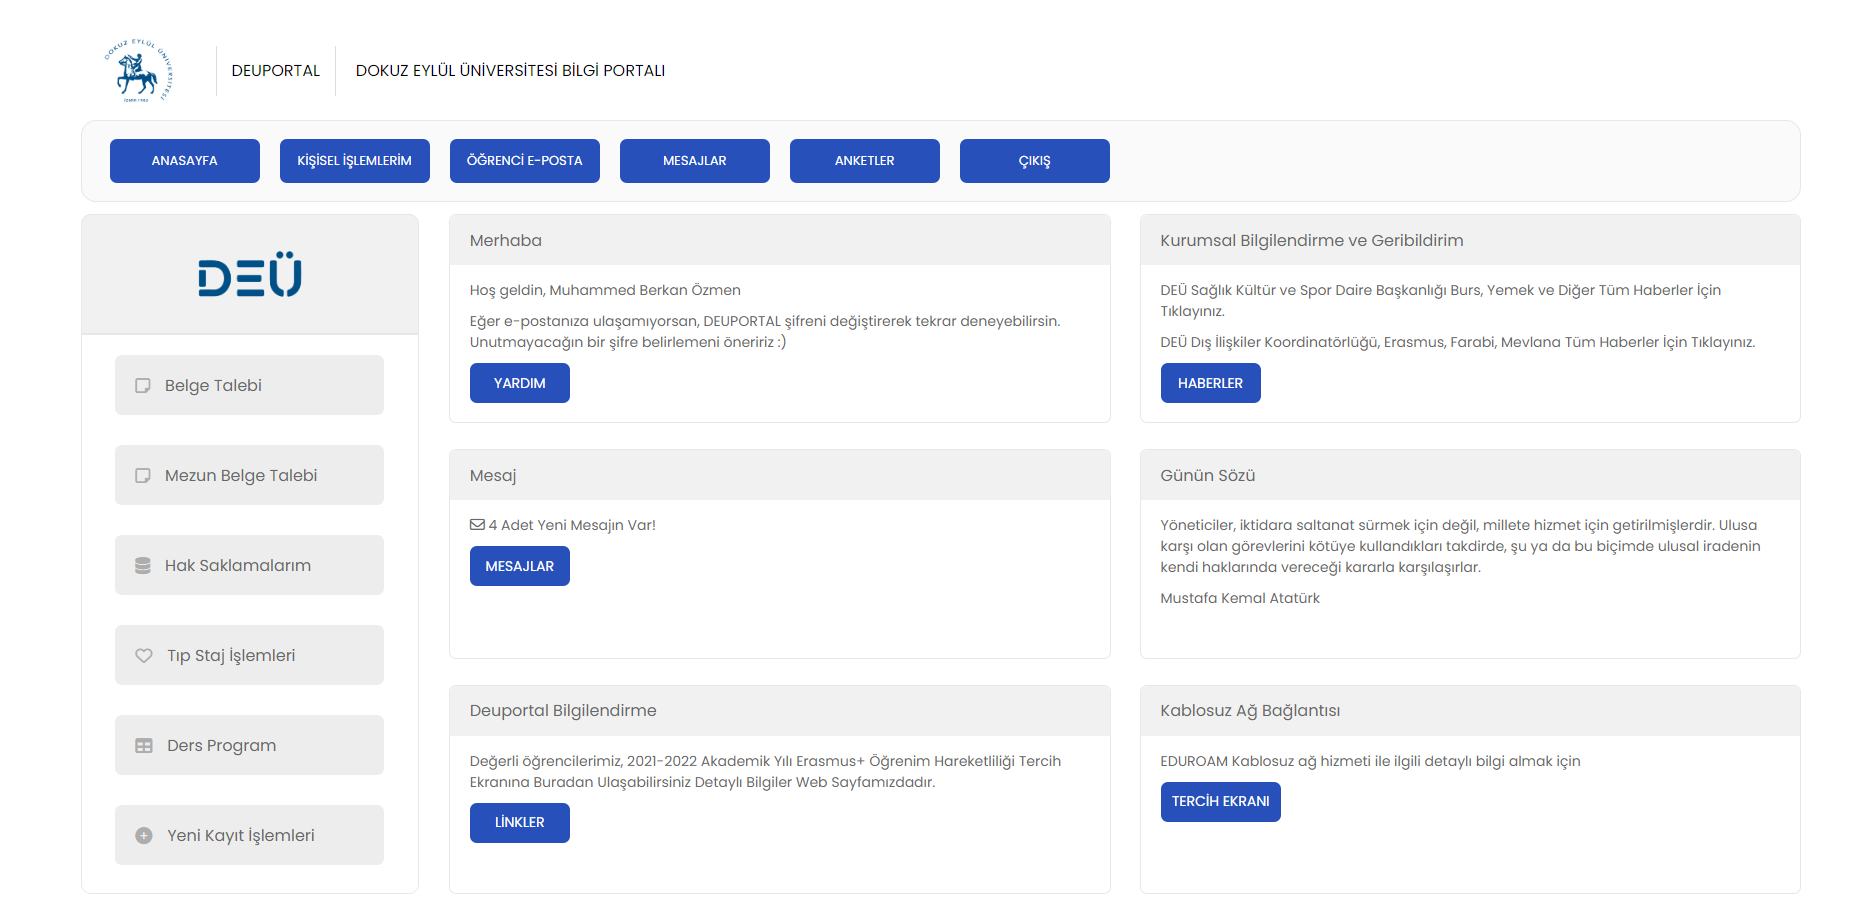 DOKUZ EYLÜL ÜNİVERSİTESİ
İZMİR 1982
DEUPORTAL
DOKUZ EYLÜL ÜNİVERSİTESİ BİLGİ PORTALI
ANASAYFA
KİŞİSEL İŞLEMLERİM
ÖĞRENCİ E-POSTA
MESAJLAR
ANKETLER
ÇIKIŞ
DEÜ
Belge Talebi
Mezun Belge Talebi
Hak Saklamalarım
Tıp Staj İşlemleri
Ders Program
Yeni Kayıt İşlemleri
Merhaba
Hoş geldin, Muhammed Berkan Özmen
Eğer e-postanıza ulaşamıyorsan, DEUPORTAL şifreni değiştirerek tekrar deneyebilirsin.
Unutmayacağın bir şifre belirlemeni öneririz :)
YARDIM
Kurumsal Bilgilendirme ve Geribildirim
DEÜ Sağlık Kültür ve Spor Daire Başkanlığı Burs, Yemek ve Diğer Tüm Haberler İçin
Tıklayınız.
DEÜ Dış İlişkiler Koordinatörlüğü, Erasmus, Farabi, Mevlana Tüm Haberler İçin Tıklayınız.
HABERLER
Mesaj
4 Adet Yeni Mesajın Var!
MESAJLAR
Günün Sözü
Yöneticiler, iktidara saltanat sürmek için değil, millete hizmet için getirilmişlerdir. Ulusa
karşı olan görevlerini kötüye kullandıkları takdirde, şu ya da bu biçimde ulusal iradenin
kendi haklarında vereceği kararla karşılaşırlar.
Mustafa Kemal Atatürk
Deuportal Bilgilendirme
Değerli öğrencilerimiz, 2021-2022 Akademik Yılı Erasmus+ Öğrenim Hareketliliği Tercih
Ekranına Buradan Ulaşabilirsiniz Detaylı Bilgiler Web Sayfamızdadır.
LİNKLER
Kablosuz Ağ Bağlantısı
EDUROAM Kablosuz ağ hizmeti ile ilgili detaylı bilgi almak için
TERCİH EKRANI